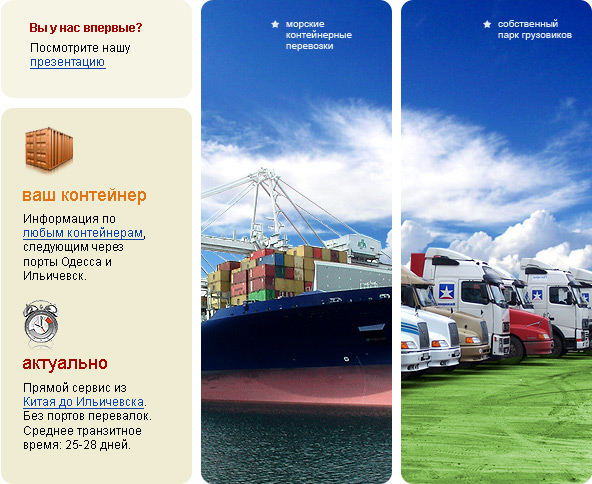 Вы у нас впервые?
Посмотрите нашу
презентацию
ваш контейнер
Информация по
любым контейнерам,
следующим через
порты Одесса и
Ильичевск.
актуально
Прямой сервис из
Китая до Ильичевска.
Без портов перевалок.
Среднее транзитное
время: 25-28 дней.
морские
контейнерные
перевозки
собственный
парк грузовиков